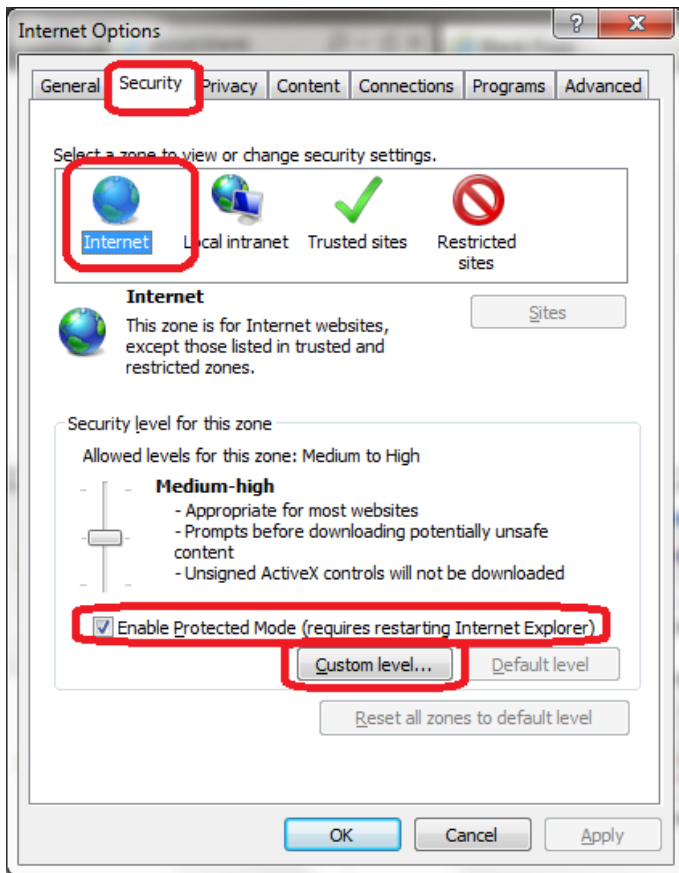 Internet Options
General Security Privacy Content Connections Programs Advanced
Select a zone to view or change security settings.
Internet Local intranet Trusted sites Restricted
sites
Internet
This zone is for Internet websites,
except those listed in trusted and
restricted zones.
Sites
Security level for this zone
Allowed levels for this zone: Medium to High
Medium-high
- Appropriate for most websites
- Prompts before downloading potentially unsafe
content
- Unsigned ActiveX controls will not be downloaded
Enable Protected Mode (requires restarting Internet Explorer)
Custom level... Default level
Reset all zones to default level
OK Cancel Apply